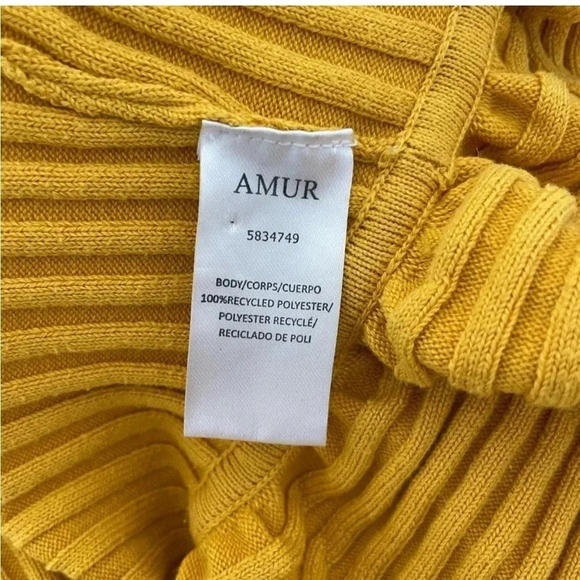 AMUR
5834749
BODY/CORPS/CUERPO
100%RECYCLED POLYESTER/
POLYESTER RECYCLÉ/
RECICLADO DE POLI